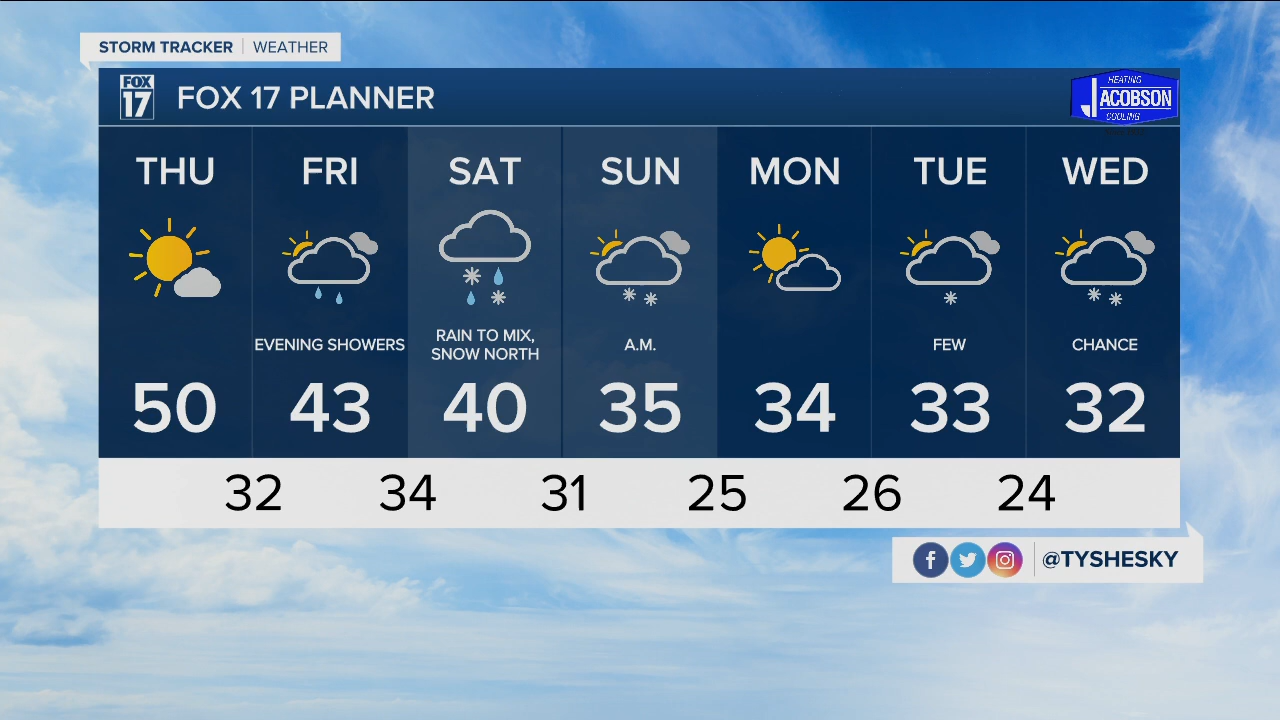 STORM TRACKER | WEATHER
FOX 17
FOX 17 PLANNER
HEATING
JACOBSON
COOLING
THU FRI SAT SUN MON TUE WED
EVENING SHOWERS RAIN TO MIX, SNOW NORTH A.M. FEW CHANCE
50 43 40 35 34 33 32
32 34 31 25 26 24
@TYSHESKY